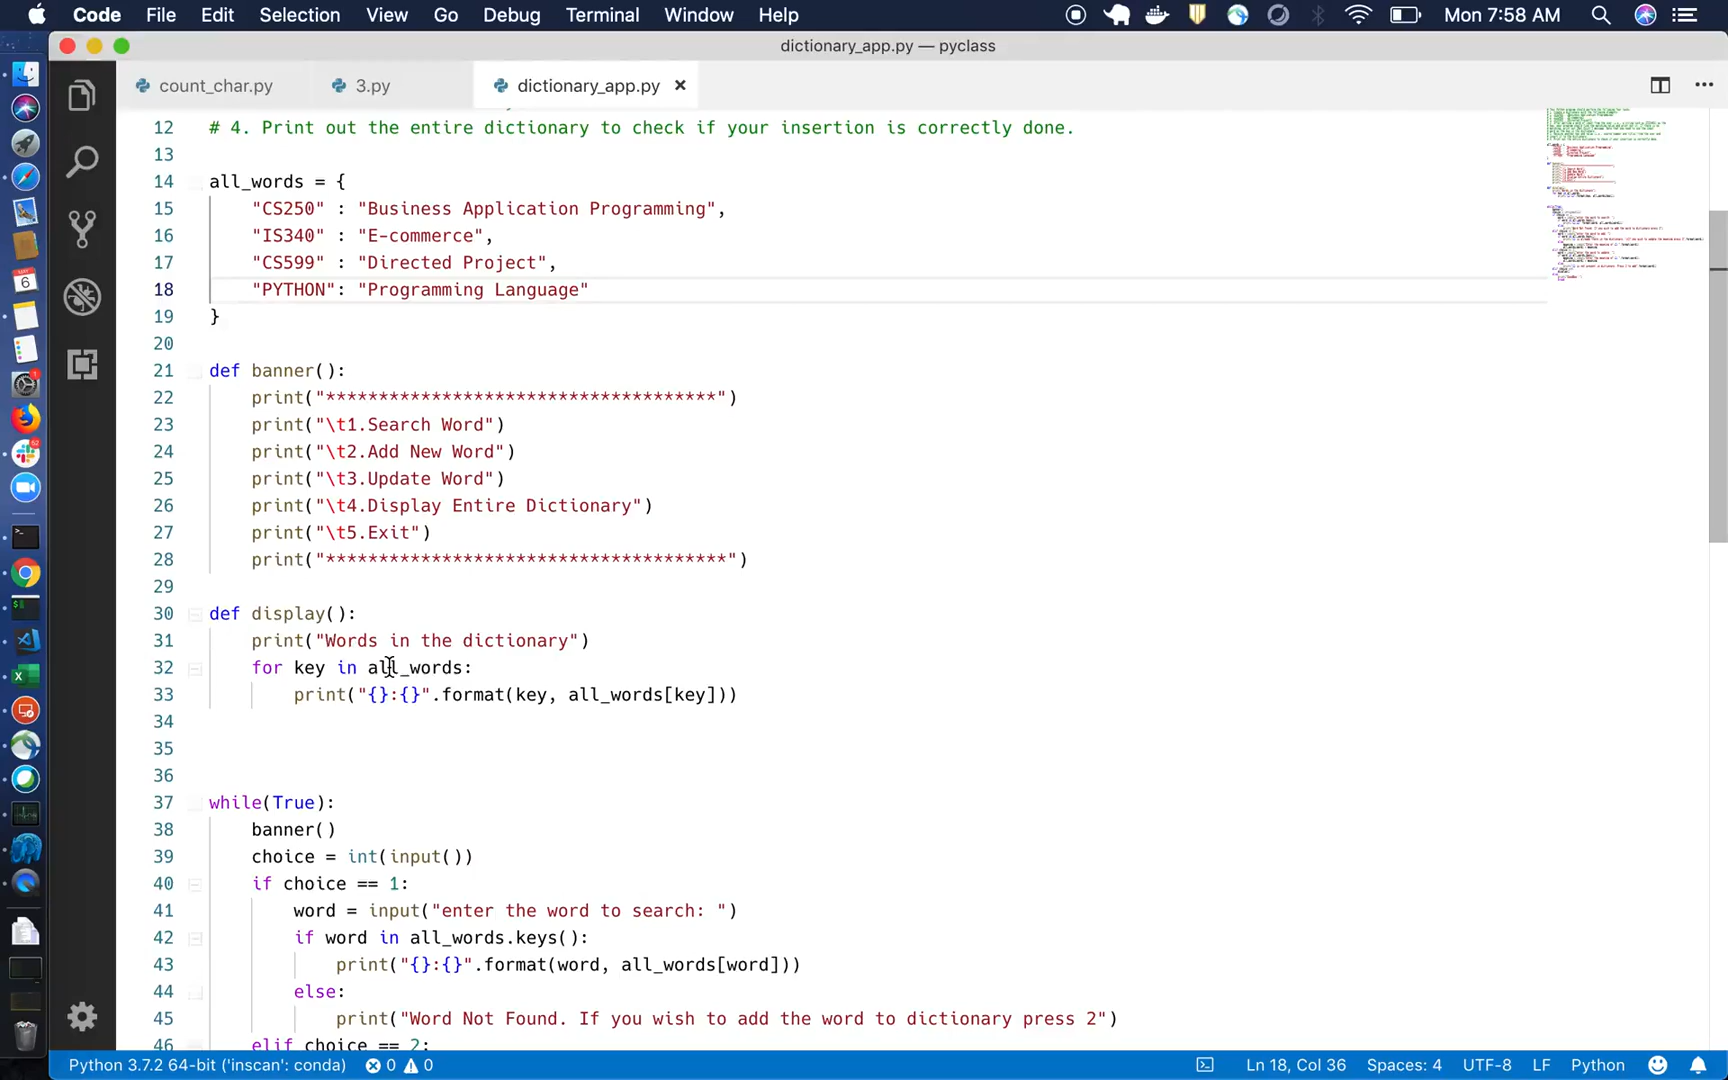 Code File Edit Selection View Go Debug Terminal Window Help Mon 7:58 AM
dictionary_app.py — pyclass
count_char.py 3.py dictionary_app.py
12 # 4. Print out the entire dictionary to check if your insertion is correctly done.
13
14 all_words = {
15 "CS250" : "Business Application Programming",
16 "IS340" : "E-commerce",
17 "CS599" : "Directed Project",
18 "PYTHON": "Programming Language"
19 }
20
21 def banner():
22 print("*************************************")
23 print("\t1.Search Word")
24 print("\t2.Add New Word")
25 print("\t3.Update Word")
26 print("\t4.Display Entire Dictionary")
27 print("\t5.Exit")
28 print("**************************************")
29
30 def display():
31 print("Words in the dictionary")
32 for key in all_words:
33 print("{}:{}".format(key, all_words[key]))
34
35
36
37 while(True):
38 banner()
39 choice = int(input())
40 if choice == 1:
41 word = input("enter the word to search: ")
42 if word in all_words.keys():
43 print("{}:{}".format(word, all_words[word]))
44 else:
45 print("Word Not Found. If you wish to add the word to dictionary press 2")
46 elif choice == 2:
Python 3.7.2 64-bit ('inscan': conda) 0 0 Ln 18, Col 36 Spaces: 4 UTF-8 LF Python